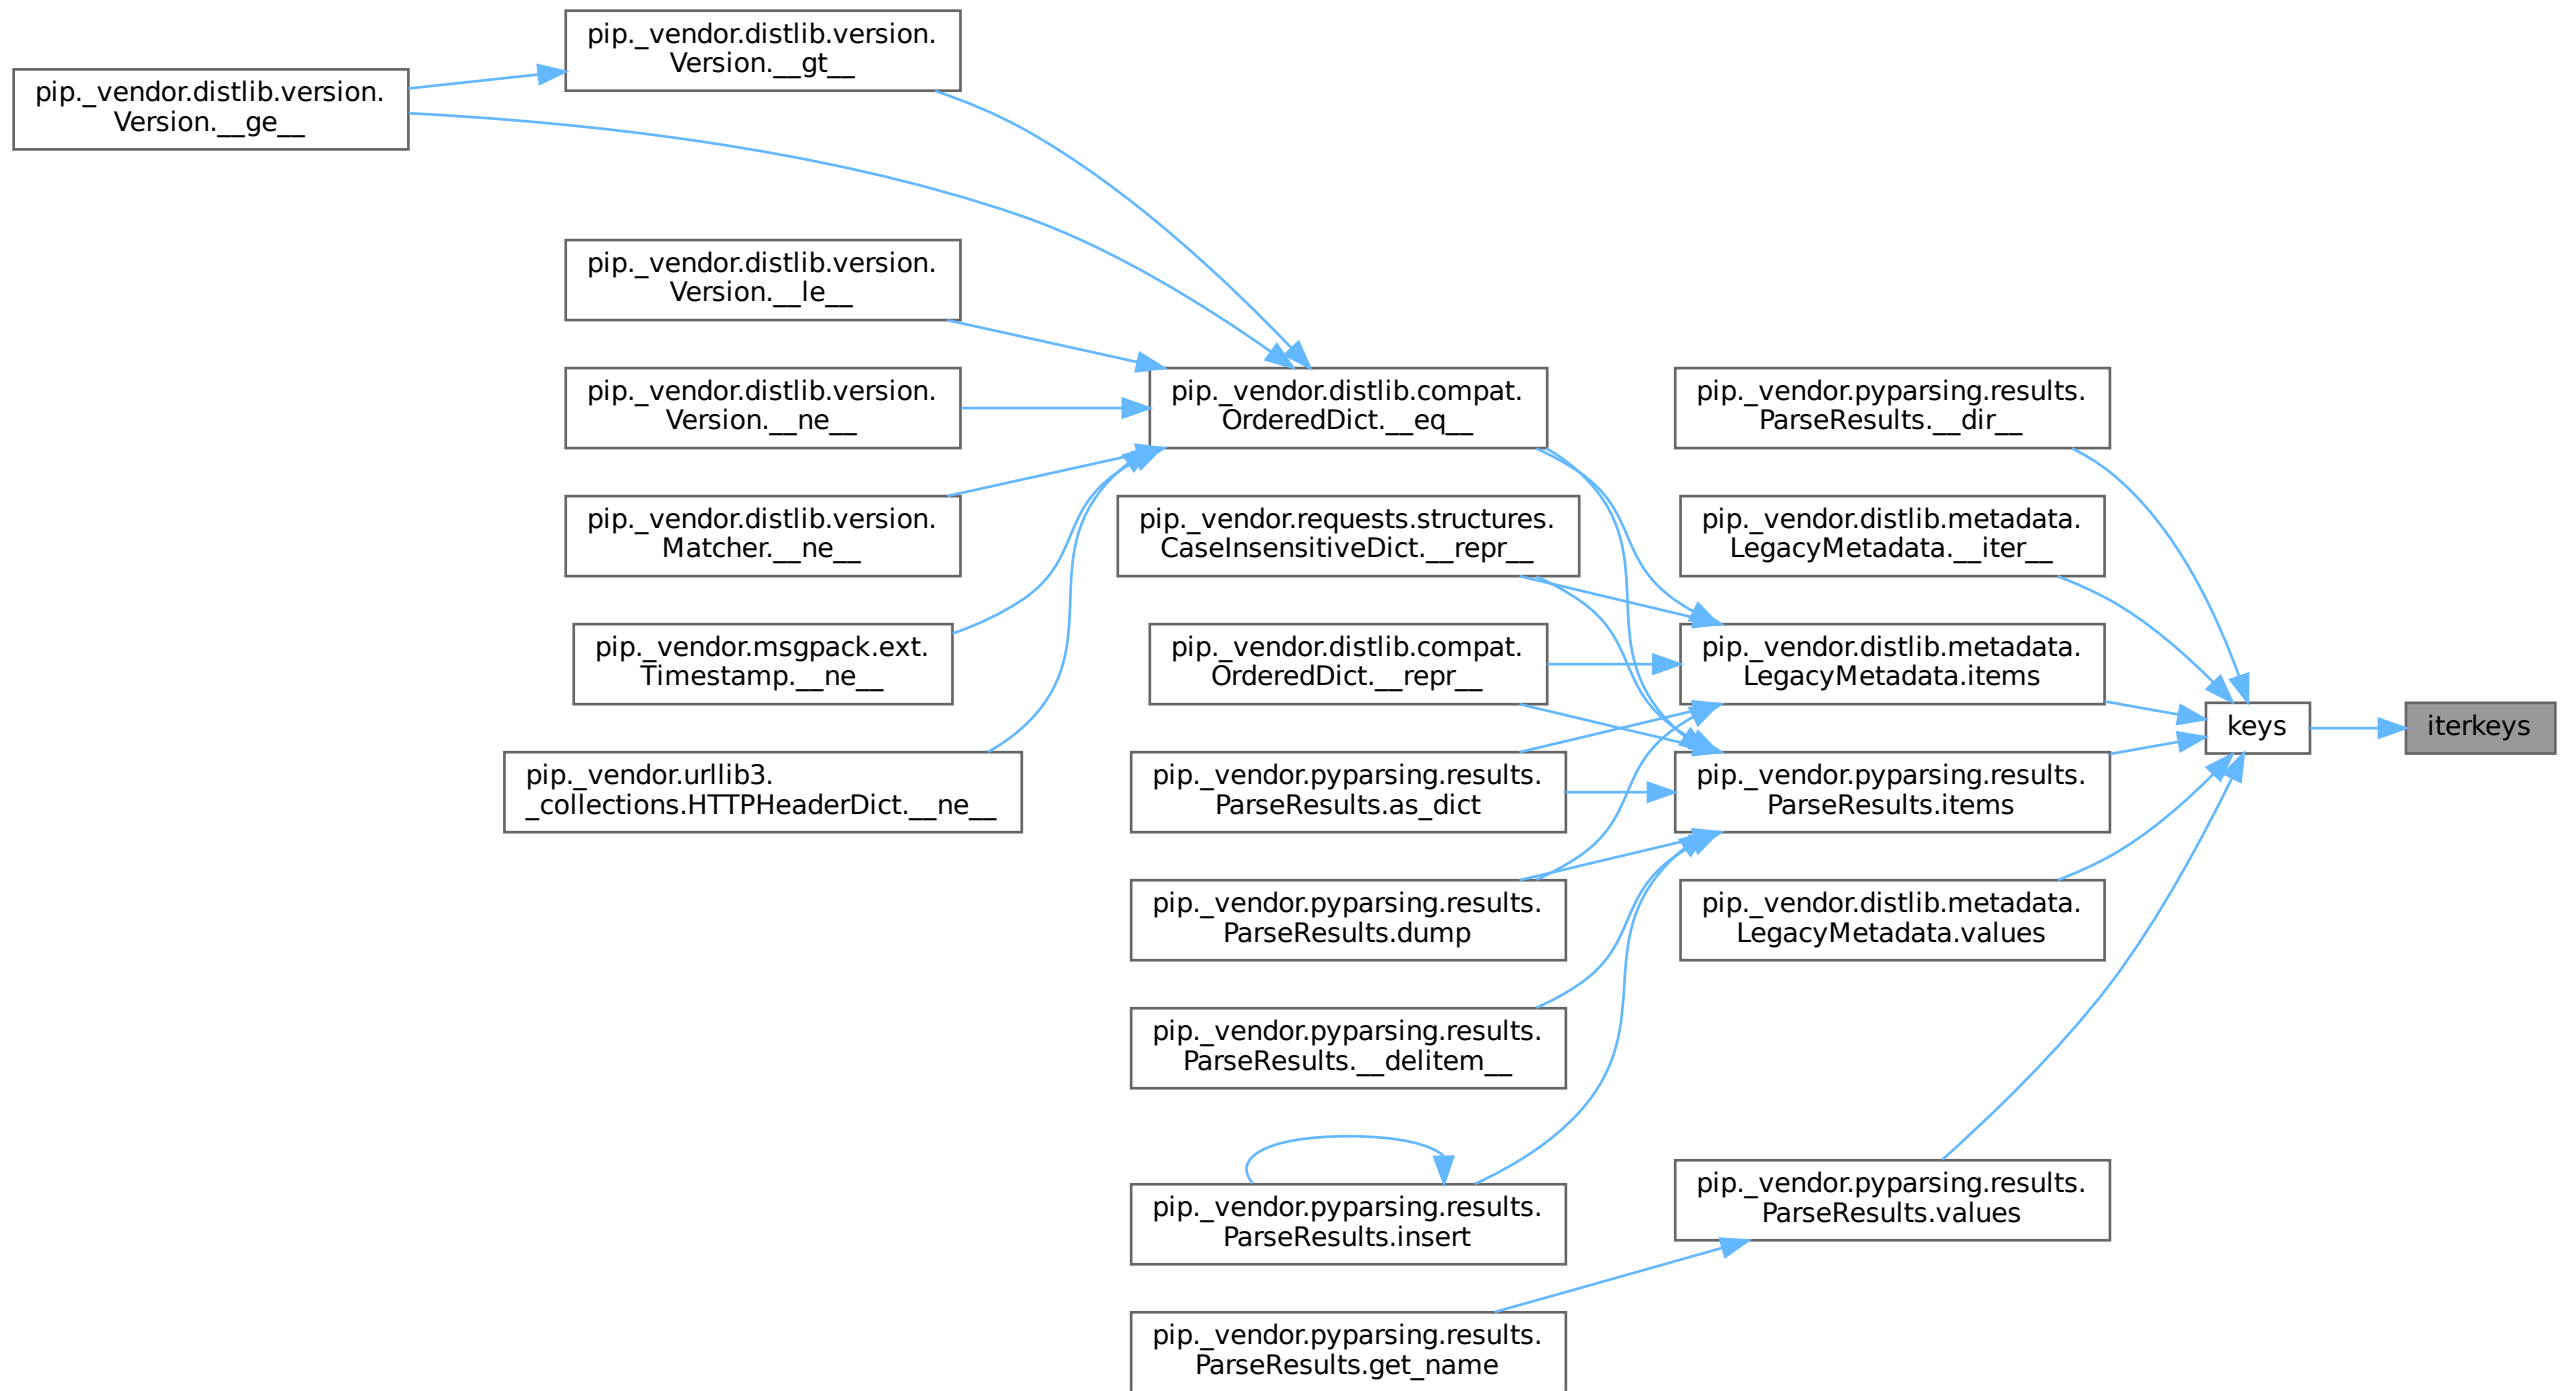 pip._vendor.distlib.version.
Version.__gt__
pip._vendor.distlib.version.
Version.__ge__
pip._vendor.distlib.version.
Version.__le__
pip._vendor.distlib.version.
Version.__ne__
pip._vendor.distlib.version.
Matcher.__ne__
pip._vendor.msgpack.ext.
Timestamp.__ne__
pip._vendor.urllib3.
_collections.HTTPHeaderDict.__ne__
pip._vendor.distlib.compat.
OrderedDict.__eq__
pip._vendor.requests.structures.
CaseInsensitiveDict.__repr__
pip._vendor.distlib.compat.
OrderedDict.__repr__
pip._vendor.pyparsing.results.
ParseResults.as_dict
pip._vendor.pyparsing.results.
ParseResults.dump
pip._vendor.pyparsing.results.
ParseResults.__delitem__
pip._vendor.pyparsing.results.
ParseResults.insert
pip._vendor.pyparsing.results.
ParseResults.get_name
pip._vendor.pyparsing.results.
ParseResults.__dir__
pip._vendor.distlib.metadata.
LegacyMetadata.__iter__
pip._vendor.distlib.metadata.
LegacyMetadata.items
pip._vendor.pyparsing.results.
ParseResults.items
pip._vendor.distlib.metadata.
LegacyMetadata.values
pip._vendor.pyparsing.results.
ParseResults.values
keys
iterkeys